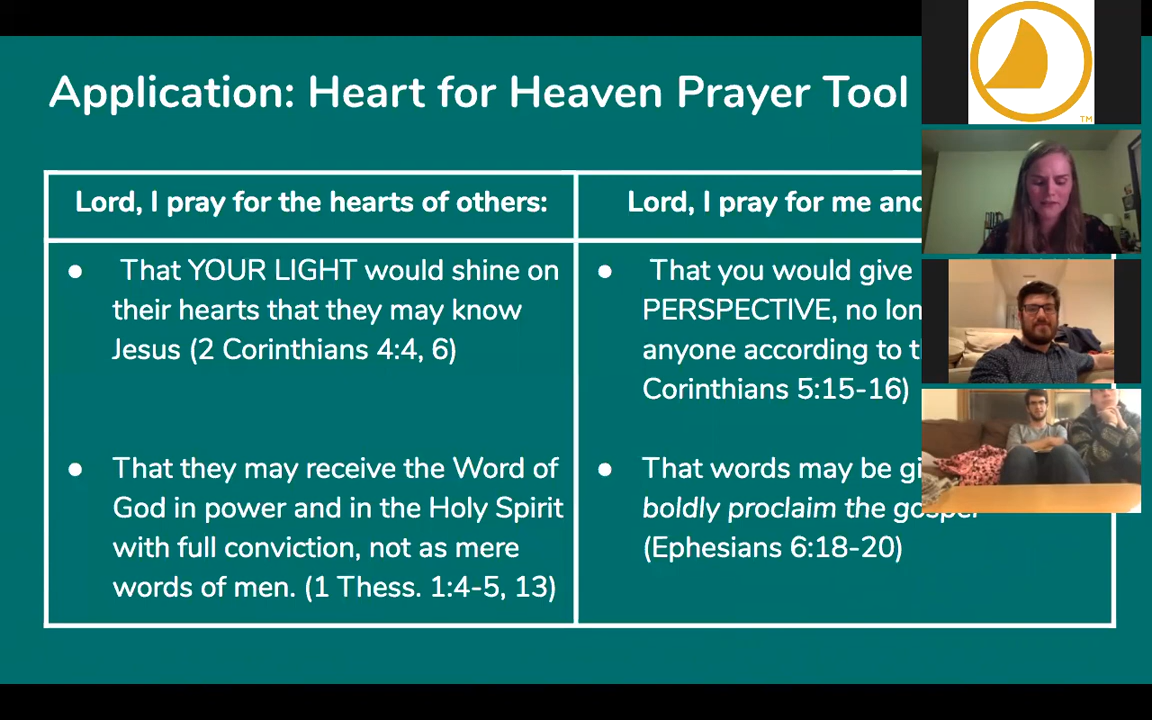 Application: Heart for Heaven Prayer Tool
Lord, I pray for the hearts of others:
● That YOUR LIGHT would shine on
their hearts that they may know
Jesus (2 Corinthians 4:4, 6)
● That they may receive the Word of
God in power and in the Holy Spirit
with full conviction, not as mere
words of men. (1 Thess. 1:4-5, 13)
Lord, I pray for me and
● That you would give
PERSPECTIVE, no lon
anyone according to t
Corinthians 5:15-16)
● That words may be gi
boldly proclaim the gospel
(Ephesians 6:18-20)
TM